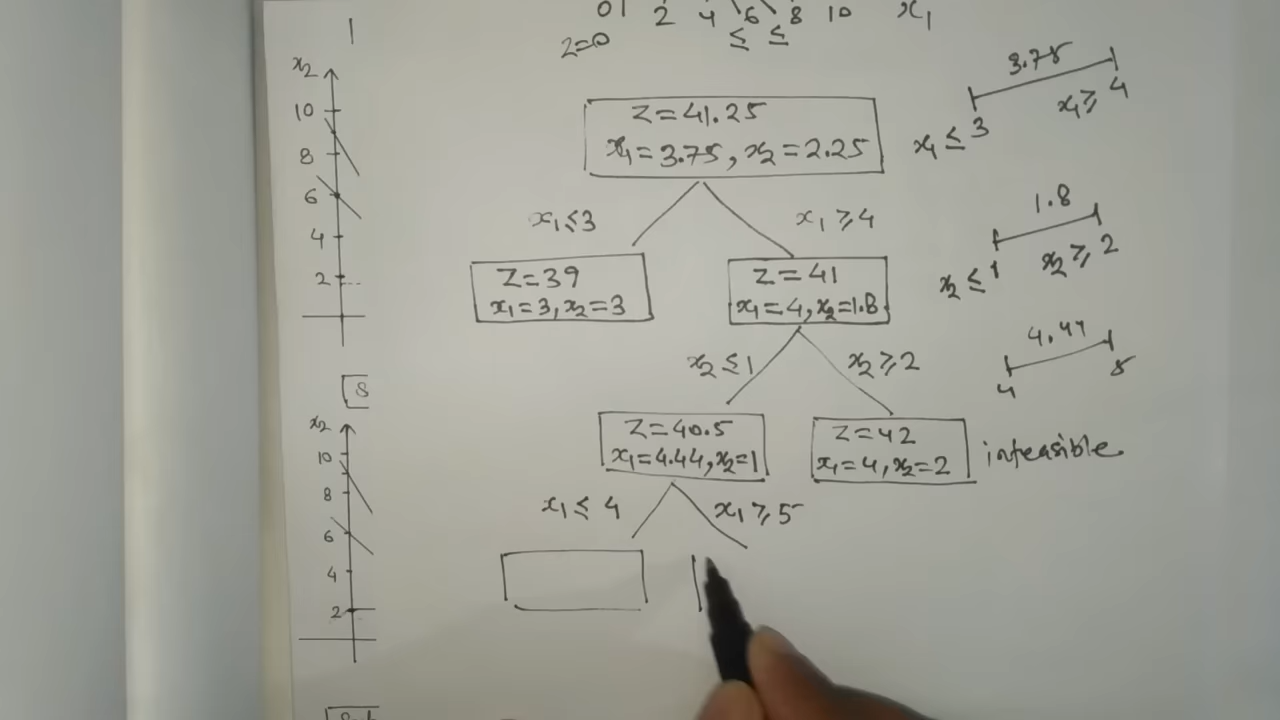 0 1 2 4 6 8 10 x₁
Z=0 ≤ ≤
1
x₂
10
8
6
4
2
Z=41.25
x₁=3.75, x₂=2.25
3.75
x₁≤3 x₁≥4
x₁≤3 x₁≥4
Z=39
x₁=3, x₂=3
Z=41
x₁=4, x₂=1.8
1.8
x₂≤1 x₂≥2
x₂≤1 x₂≥2
4.44
4 5
Z=40.5
x₁=4.44, x₂=1
Z=42
x₁=4, x₂=2
infeasible
x₁≤4 x₁≥5
S
x₂
10
8
6
4
2